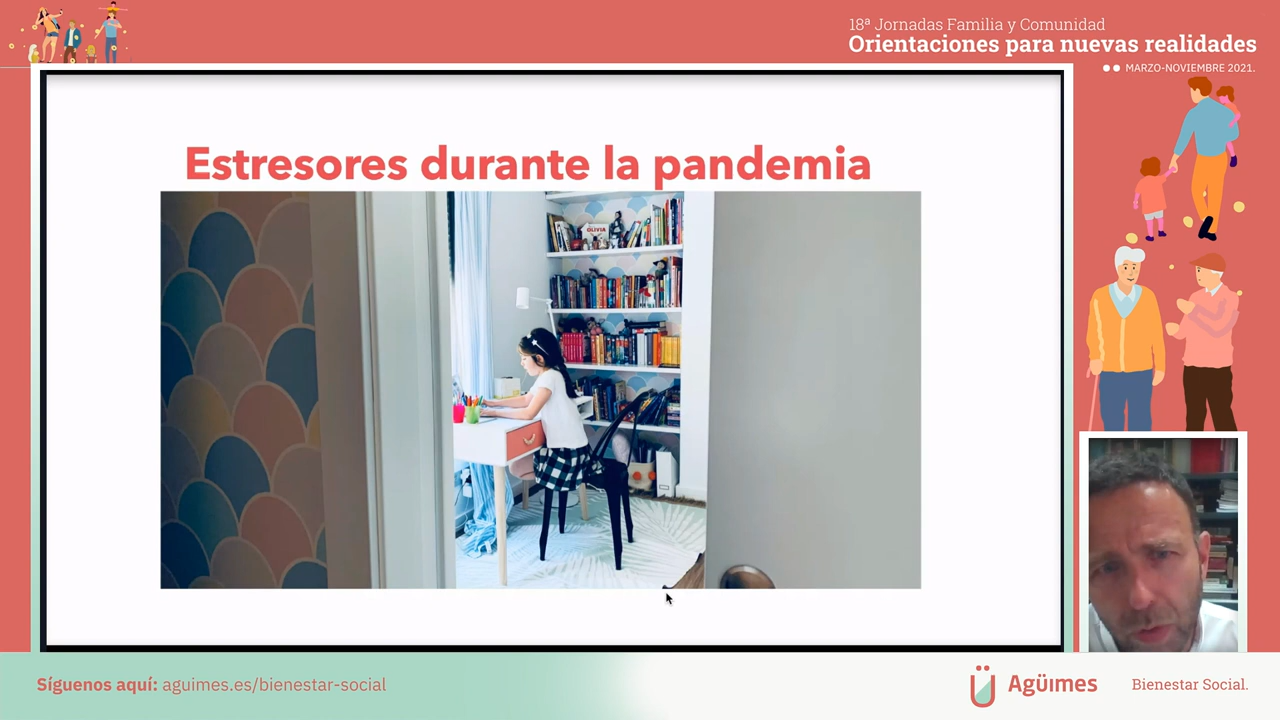 18ª Jornadas Familia y Comunidad
Orientaciones para nuevas realidades
MARZO-NOVIEMBRE 2021.
Estresores durante la pandemia
OLIVIA
Síguenos aquí: aguimes.es/bienestar-social
Agüimes
Bienestar Social.